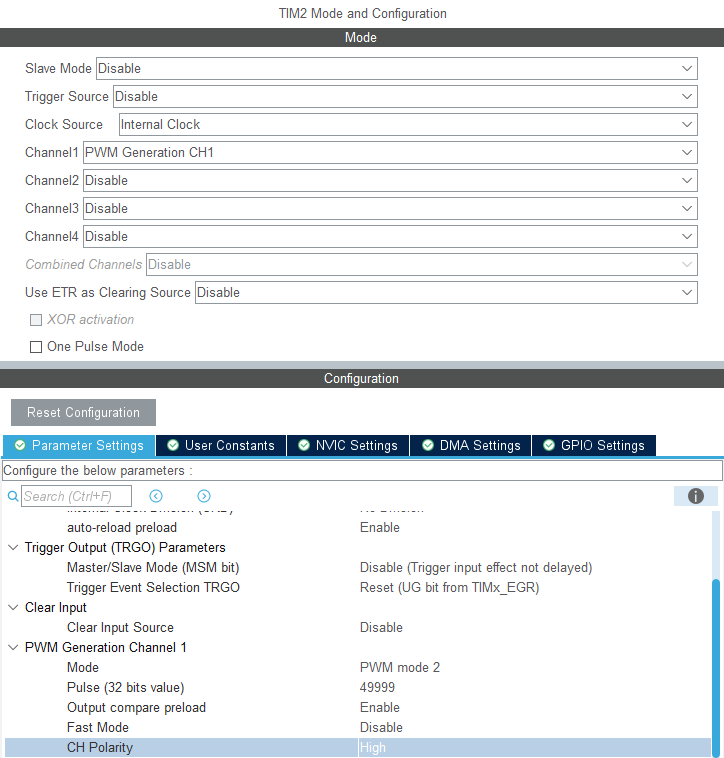 TIM2 Mode and Configuration
Mode
Slave Mode Disable
Trigger Source Disable
Clock Source Internal Clock
Channel1 PWM Generation CH1
Channel2 Disable
Channel3 Disable
Channel4 Disable
Combined Channels Disable
Use ETR as Clearing Source Disable
XOR activation
One Pulse Mode
Configuration
Reset Configuration
Parameter Settings User Constants NVIC Settings DMA Settings GPIO Settings
Configure the below parameters :
Search (Ctrl+F)
auto-reload preload Enable
Trigger Output (TRGO) Parameters
Master/Slave Mode (MSM bit) Disable (Trigger input effect not delayed)
Trigger Event Selection TRGO Reset (UG bit from TIMx_EGR)
Clear Input
Clear Input Source Disable
PWM Generation Channel 1
Mode PWM mode 2
Pulse (32 bits value) 49999
Output compare preload Enable
Fast Mode Disable
CH Polarity High